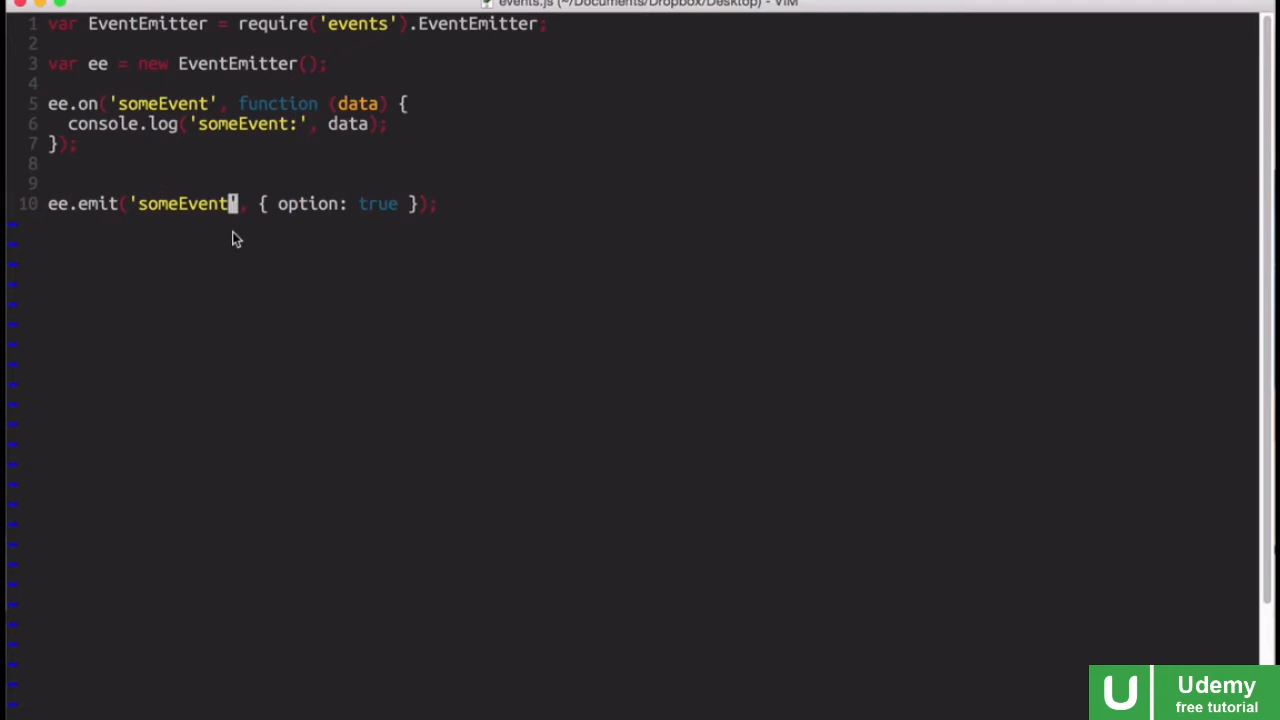 events.js (~/Documents/Dropbox/Desktop) - VIM
1 var EventEmitter = require('events').EventEmitter;
2
3 var ee = new EventEmitter();
4
5 ee.on('someEvent', function (data) {
6 console.log('someEvent:', data);
7 });
8
9
10 ee.emit('someEvent', { option: true });
Udemy
free tutorial